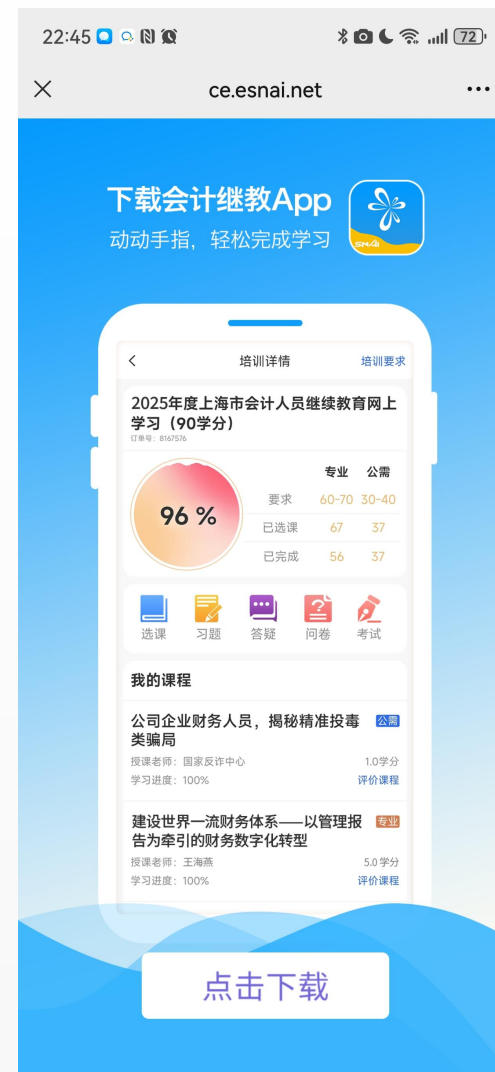 22:45
72
ce.esnai.net
下载会计继教App
动动手指，轻松完成学习
SNAi
培训详情 培训要求
2025年度上海市会计人员继续教育网上
学习（90学分）
订单号：8167576
专业 公需
96 %
要求 60-70 30-40
已选课 67 37
已完成 56 37
选课 习题 答疑 问卷 考试
我的课程
公司企业财务人员，揭秘精准投毒 公需
类骗局
授课老师：国家反诈中心 1.0学分
学习进度：100% 评价课程
建设世界一流财务体系——以管理报 专业
告为牵引的财务数字化转型
授课老师：王海燕 5.0学分
学习进度：100% 评价课程
点击下载